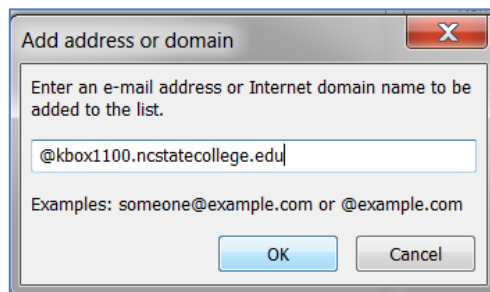 Add address or domain
X
Enter an e-mail address or Internet domain name to be
added to the list.
@kbox1100.ncstatecollege.edu
Examples: someone@example.com or @example.com
OK
Cancel